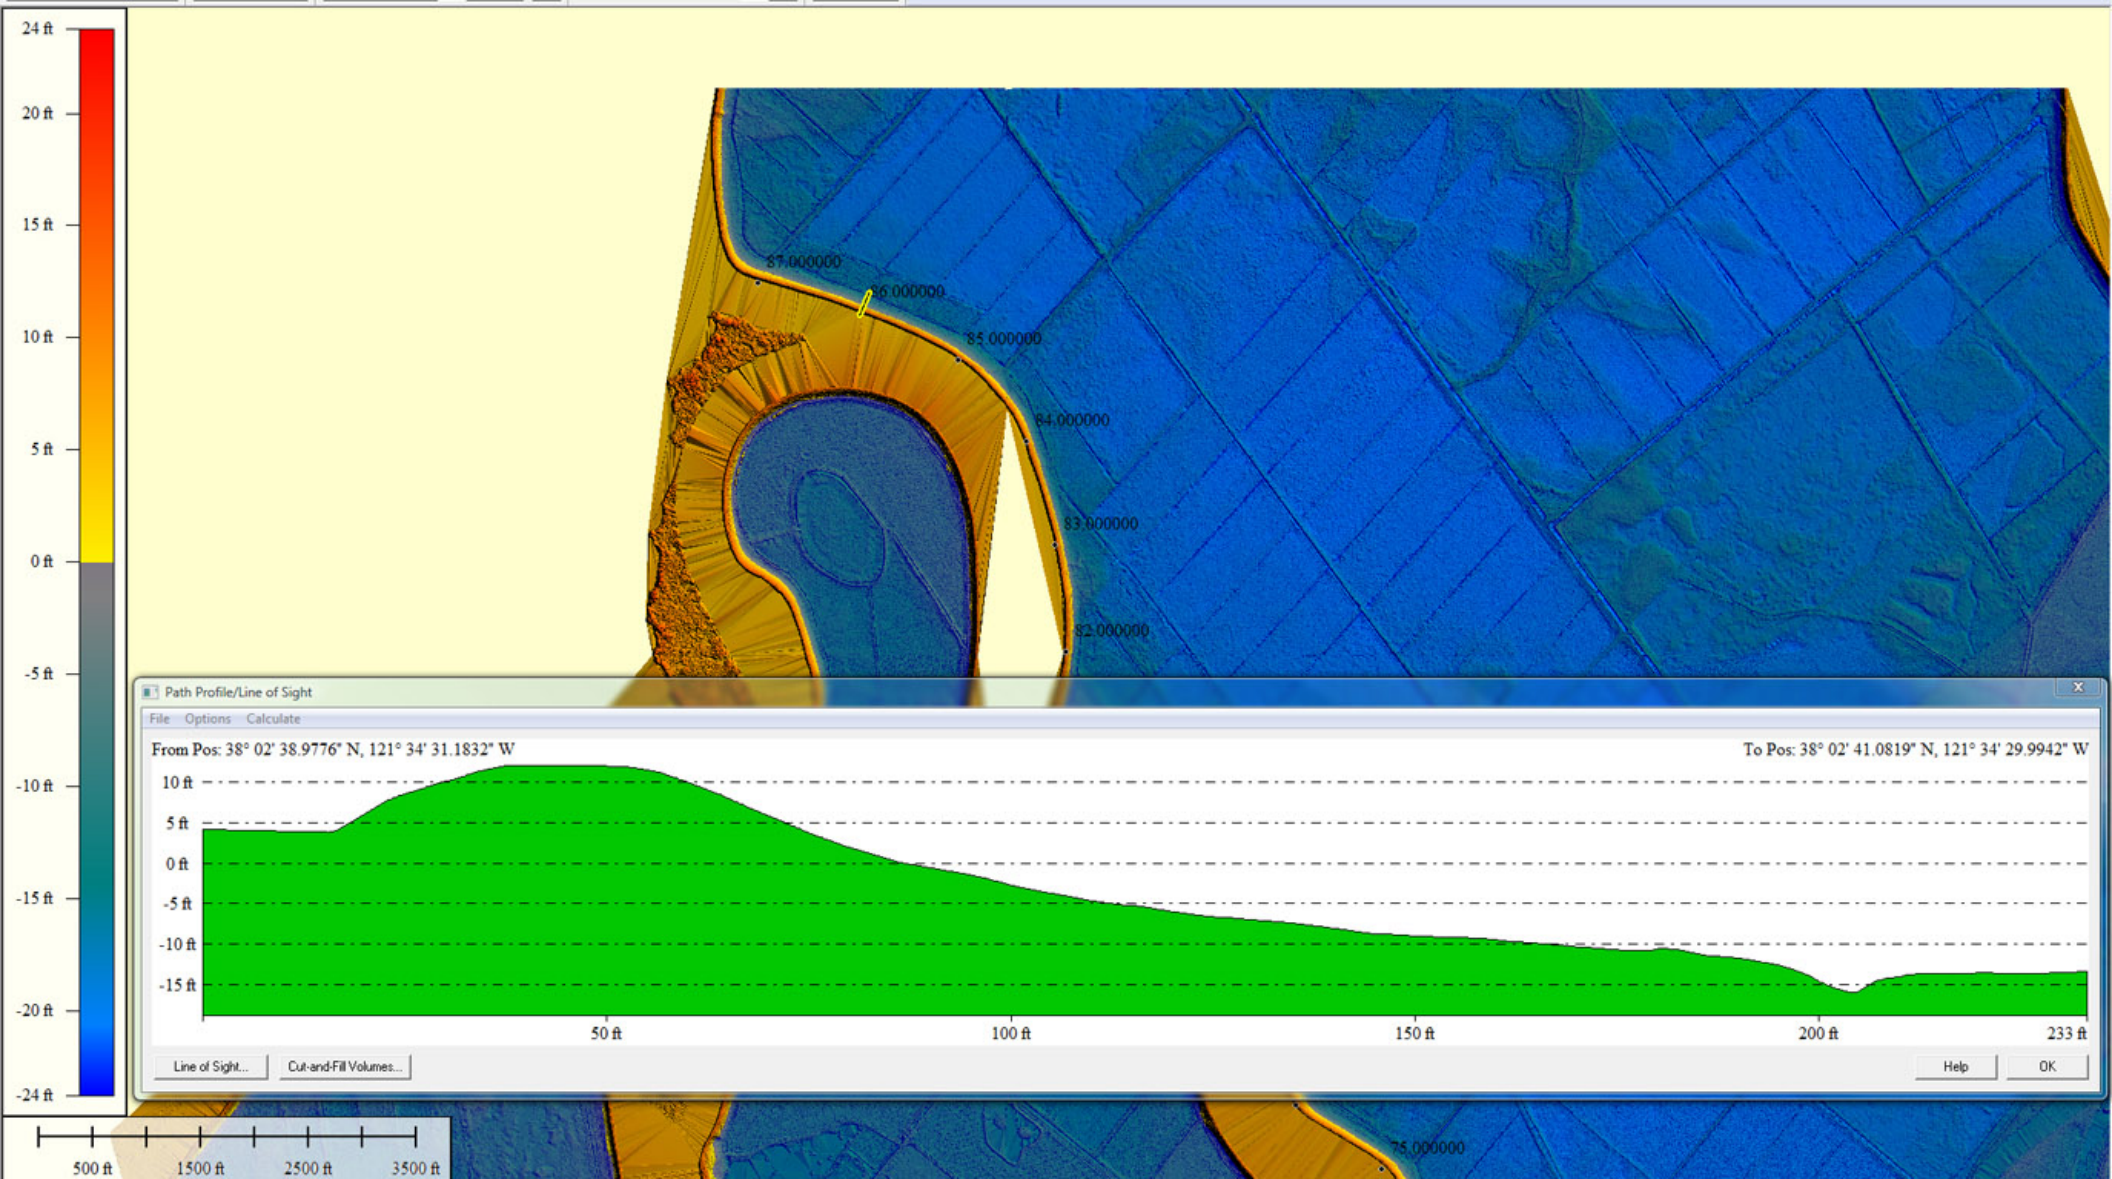 24 ft
20 ft
15 ft
10 ft
5 ft
0 ft
-5 ft
-10 ft
-15 ft
-20 ft
-24 ft
87.000000
86.000000
85.000000
84.000000
83.000000
82.000000
Path Profile/Line of Sight
x
File Options Calculate
From Pos: 38° 02' 38.9776" N, 121° 34' 31.1832" W To Pos: 38° 02' 41.0819" N, 121° 34' 29.9942" W
10 ft
5 ft
0 ft
-5 ft
-10 ft
-15 ft
50 ft 100 ft 150 ft 200 ft 233 ft
Line of Sight... Cut-and-Fill Volumes... Help OK
75.000000
500 ft 1500 ft 2500 ft 3500 ft